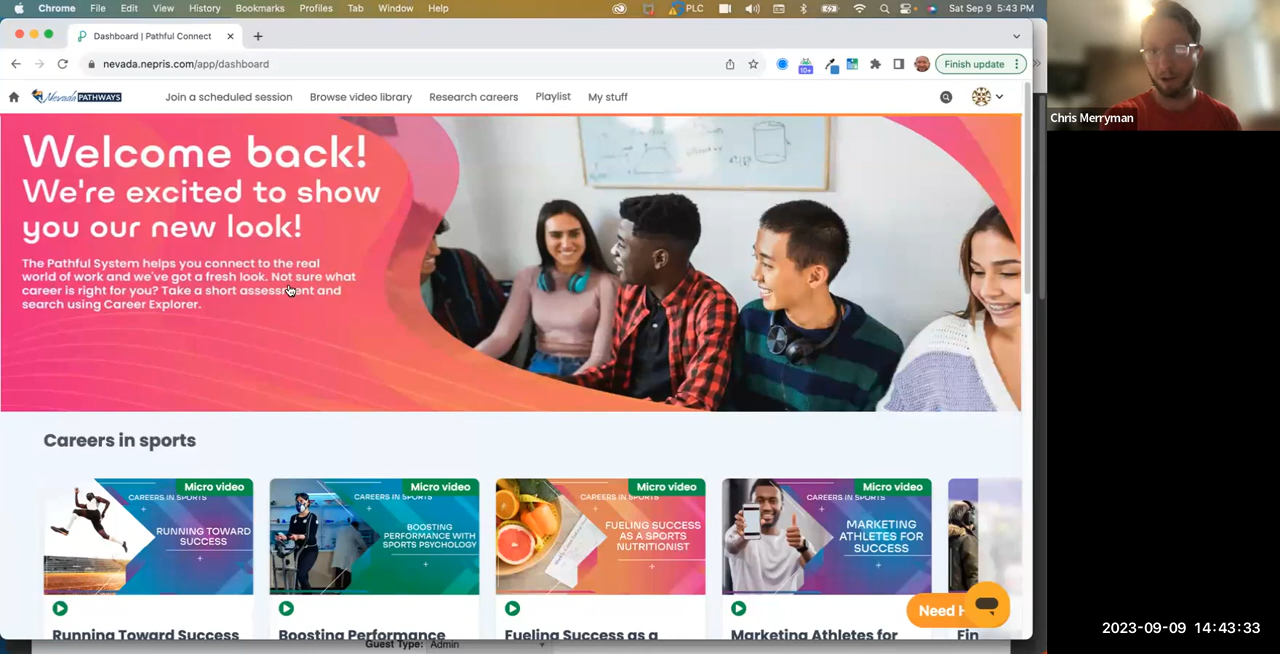 Chrome File Edit View History Bookmarks Profiles Tab Window Help PLC Sat Sep 9 5:43 PM
Dashboard | Pathful Connect
nevada.nepris.com/app/dashboard
10+
Finish update
Nevada PATHWAYS Join a scheduled session Browse video library Research careers Playlist My stuff
Chris Merryman
Welcome back!
We're excited to show
you our new look!
The Pathful System helps you connect to the real
world of work and we've got a fresh look. Not sure what
career is right for you? Take a short assessment and
search using Career Explorer.
Careers in sports
Micro video
CAREERS IN SPORTS
RUNNING TOWARD
SUCCESS
Running Toward Success
Micro video
CAREERS IN SPORTS
BOOSTING
PERFORMANCE WITH
SPORTS PSYCHOLOGY
Boosting Performance
Micro video
CAREERS IN SPORTS
FUELING SUCCESS
AS A SPORTS
NUTRITIONIST
Fueling Success as a
Micro video
CAREERS IN SPORTS
MARKETING
ATHLETES FOR
SUCCESS
Marketing Athletes for
Fin
Need H
Guest Type: Admin
2023-09-09 14:43:33